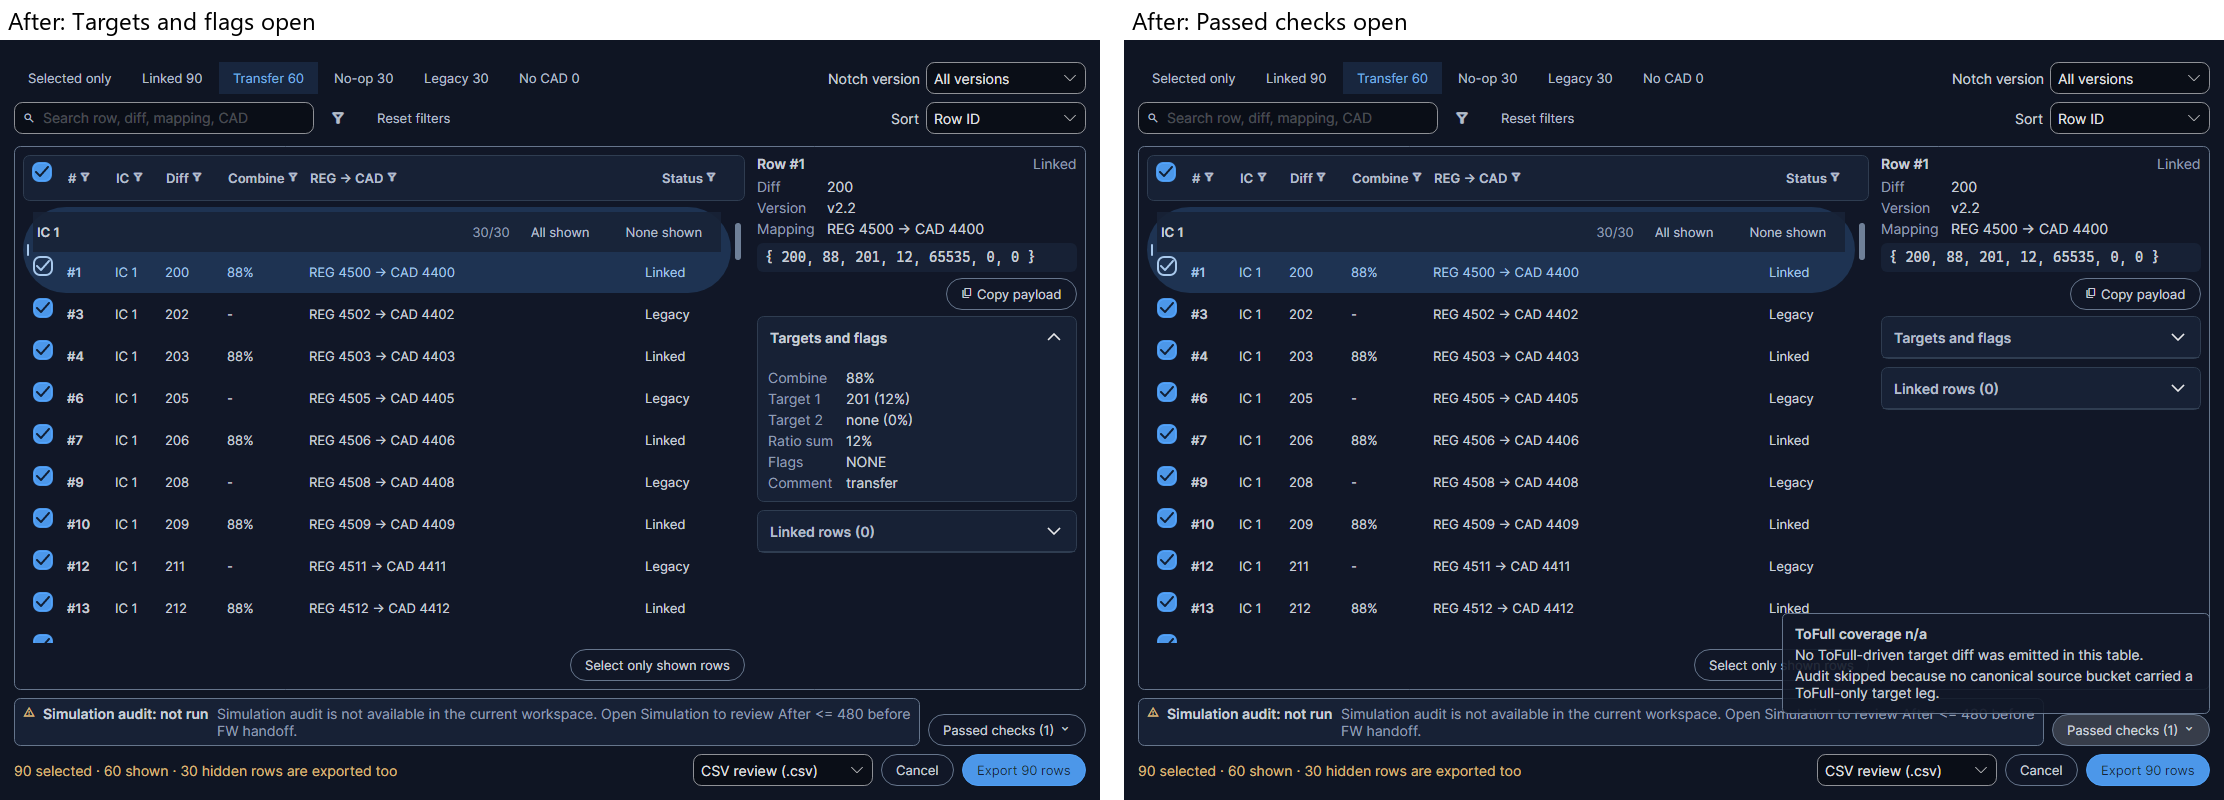 After: Targets and flags open
Selected only Linked 90 Transfer 60 No-op 30 Legacy 30 No CAD 0 Notch version All versions
Search row, diff, mapping, CAD Reset filters Sort Row ID
# IC Diff Combine REG → CAD Status
IC 1 30/30 All shown None shown
#1 IC 1 200 88% REG 4500 → CAD 4400 Linked
#3 IC 1 202 - REG 4502 → CAD 4402 Legacy
#4 IC 1 203 88% REG 4503 → CAD 4403 Linked
#6 IC 1 205 - REG 4505 → CAD 4405 Legacy
#7 IC 1 206 88% REG 4506 → CAD 4406 Linked
#9 IC 1 208 - REG 4508 → CAD 4408 Legacy
#10 IC 1 209 88% REG 4509 → CAD 4409 Linked
#12 IC 1 211 - REG 4511 → CAD 4411 Legacy
#13 IC 1 212 88% REG 4512 → CAD 4412 Linked
Select only shown rows
Row #1 Linked
Diff 200
Version v2.2
Mapping REG 4500 → CAD 4400
{ 200, 88, 201, 12, 65535, 0, 0 }
Copy payload
Targets and flags
Combine 88%
Target 1 201 (12%)
Target 2 none (0%)
Ratio sum 12%
Flags NONE
Comment transfer
Linked rows (0)
Simulation audit: not run Simulation audit is not available in the current workspace. Open Simulation to review After <= 480 before
FW handoff.
Passed checks (1)
90 selected · 60 shown · 30 hidden rows are exported too CSV review (.csv) Cancel Export 90 rows
After: Passed checks open
Selected only Linked 90 Transfer 60 No-op 30 Legacy 30 No CAD 0 Notch version All versions
Search row, diff, mapping, CAD Reset filters Sort Row ID
# IC Diff Combine REG → CAD Status
IC 1 30/30 All shown None shown
#1 IC 1 200 88% REG 4500 → CAD 4400 Linked
#3 IC 1 202 - REG 4502 → CAD 4402 Legacy
#4 IC 1 203 88% REG 4503 → CAD 4403 Linked
#6 IC 1 205 - REG 4505 → CAD 4405 Legacy
#7 IC 1 206 88% REG 4506 → CAD 4406 Linked
#9 IC 1 208 - REG 4508 → CAD 4408 Legacy
#10 IC 1 209 88% REG 4509 → CAD 4409 Linked
#12 IC 1 211 - REG 4511 → CAD 4411 Legacy
#13 IC 1 212 88% REG 4512 → CAD 4412 Linked
Select only shown rows
Row #1 Linked
Diff 200
Version v2.2
Mapping REG 4500 → CAD 4400
{ 200, 88, 201, 12, 65535, 0, 0 }
Copy payload
Targets and flags
Linked rows (0)
ToFull coverage n/a
No ToFull-driven target diff was emitted in this table.
Audit skipped because no canonical source bucket carried a
ToFull-only target leg.
Simulation audit: not run Simulation audit is not available in the current workspace. Open Simulation to review After <= 480 before
FW handoff.
Passed checks (1)
90 selected · 60 shown · 30 hidden rows are exported too CSV review (.csv) Cancel Export 90 rows